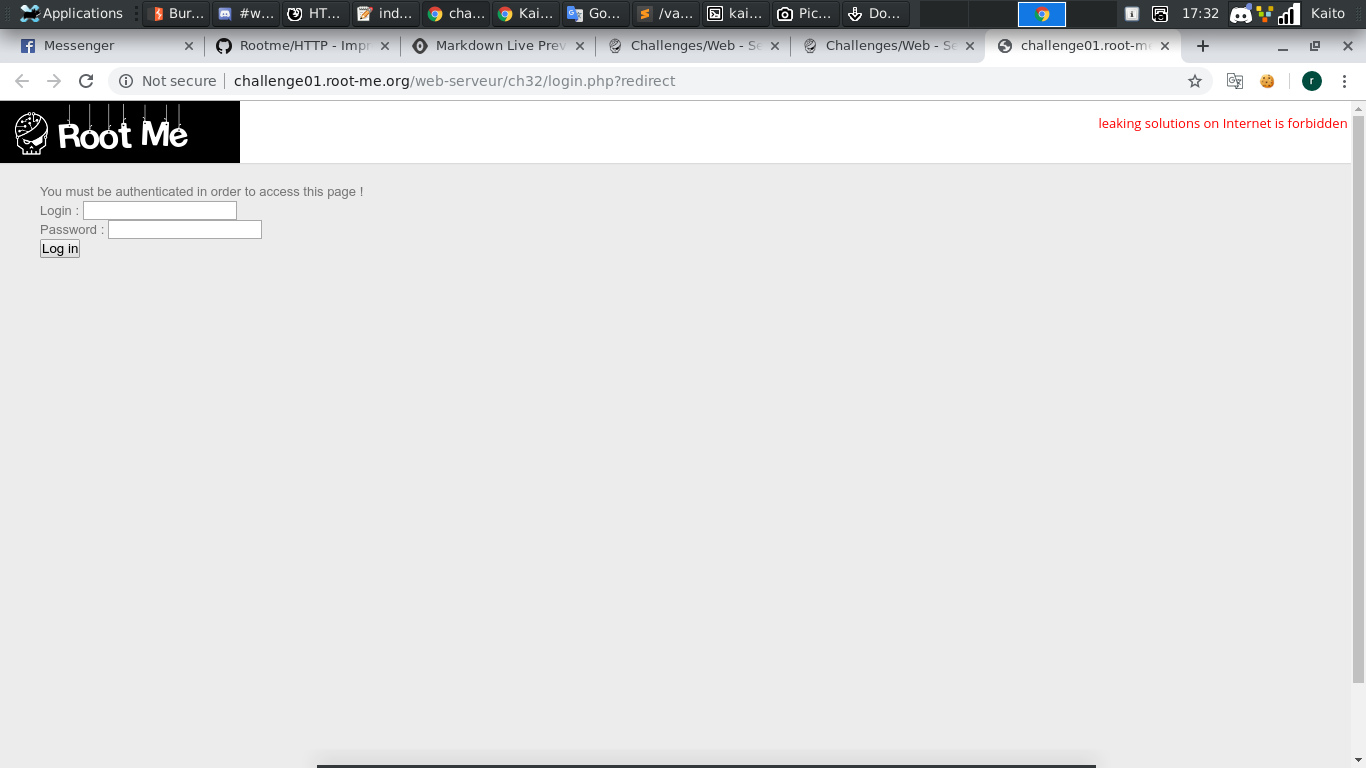 Applications Bur... #w... HT... ind... cha... Kai... Go... /va... kai... Pic... Do... 17:32 Kaito
Messenger Rootme/HTTP - Impr Markdown Live Prev Challenges/Web - Se Challenges/Web - Se challenge01.root-me
Not secure challenge01.root-me.org/web-serveur/ch32/login.php?redirect r
Root Me
leaking solutions on Internet is forbidden
You must be authenticated in order to access this page !
Login :
Password :
Log in